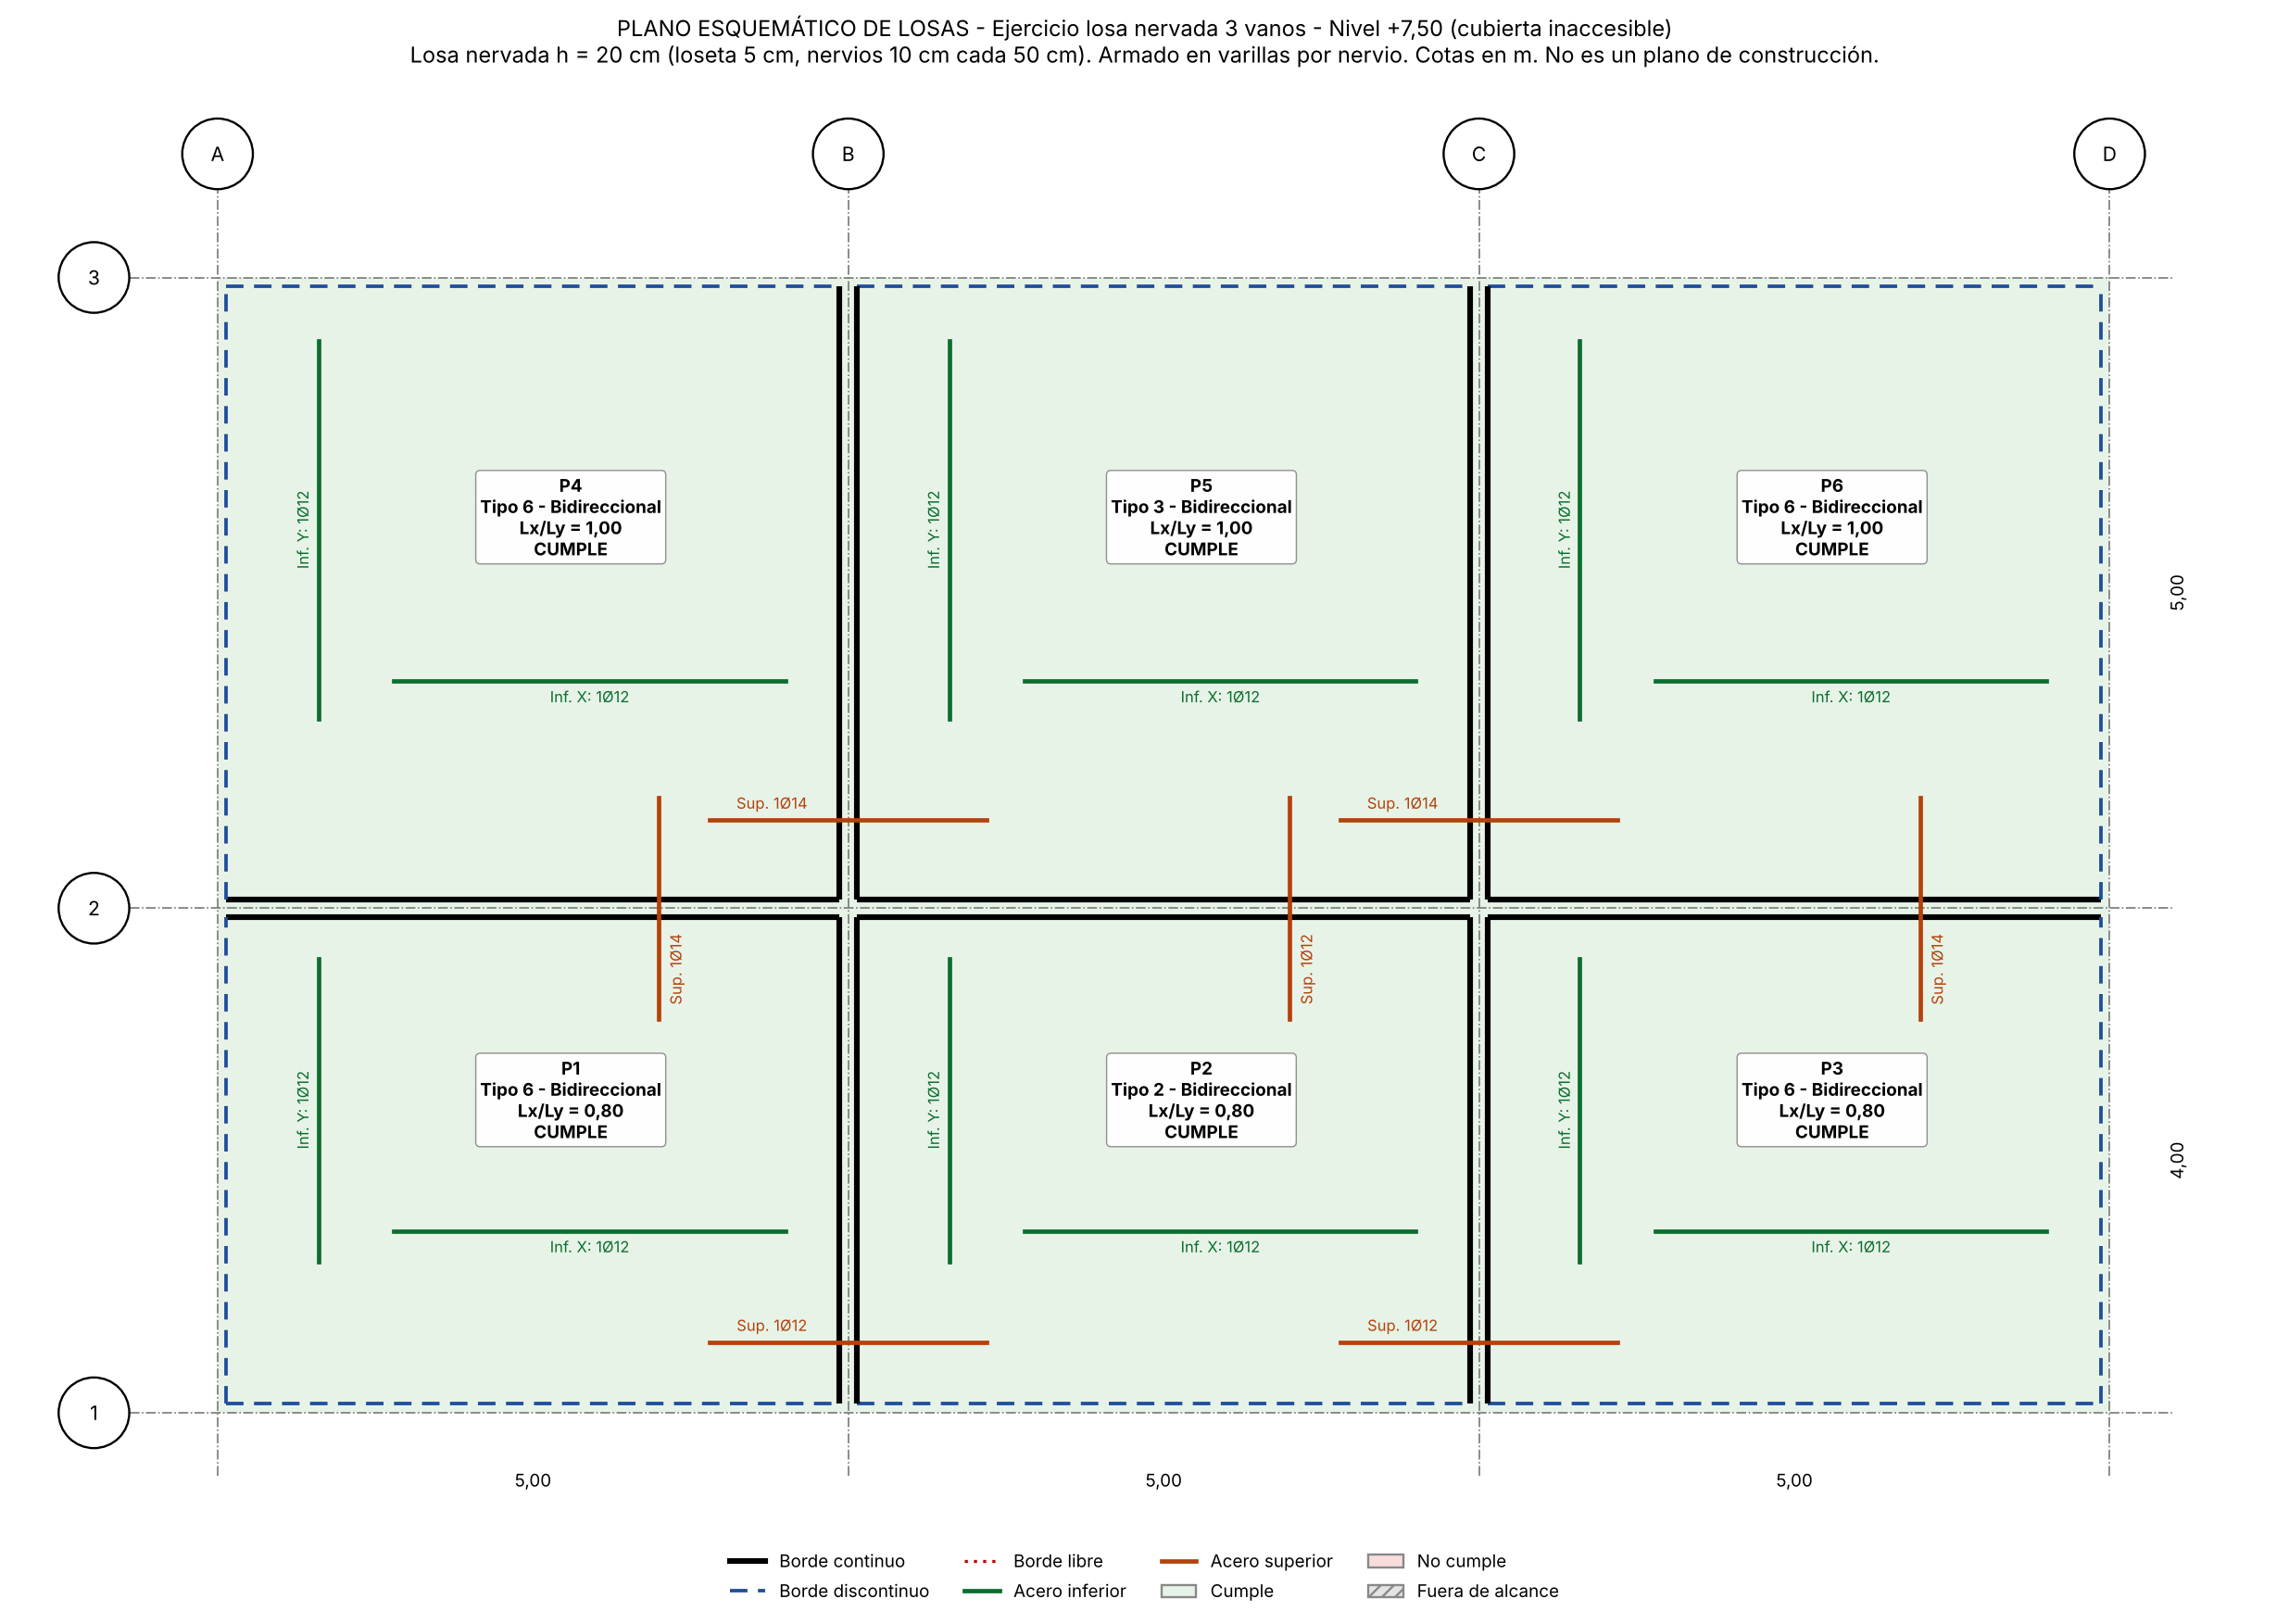 PLANO ESQUEMÁTICO DE LOSAS - Ejercicio losa nervada 3 vanos - Nivel +7,50 (cubierta inaccesible)
Losa nervada h = 20 cm (loseta 5 cm, nervios 10 cm cada 50 cm). Armado en varillas por nervio. Cotas en m. No es un plano de construcción.
A
B
C
D
3
P4
Tipo 6 - Bidireccional
Lx/Ly = 1,00
CUMPLE
P5
Tipo 3 - Bidireccional
Lx/Ly = 1,00
CUMPLE
P6
Tipo 6 - Bidireccional
Lx/Ly = 1,00
CUMPLE
Inf. Y: 1Ø12
Inf. Y: 1Ø12
Inf. Y: 1Ø12
5,00
Inf. X: 1Ø12
Inf. X: 1Ø12
Inf. X: 1Ø12
Sup. 1Ø14
Sup. 1Ø14
2
Sup. 1Ø14
Sup. 1Ø12
Sup. 1Ø14
P1
Tipo 6 - Bidireccional
Lx/Ly = 0,80
CUMPLE
P2
Tipo 2 - Bidireccional
Lx/Ly = 0,80
CUMPLE
P3
Tipo 6 - Bidireccional
Lx/Ly = 0,80
CUMPLE
Inf. Y: 1Ø12
Inf. Y: 1Ø12
Inf. Y: 1Ø12
4,00
Inf. X: 1Ø12
Inf. X: 1Ø12
Inf. X: 1Ø12
Sup. 1Ø12
Sup. 1Ø12
1
5,00
5,00
5,00
Borde continuo
Borde libre
Acero superior
No cumple
Borde discontinuo
Acero inferior
Cumple
Fuera de alcance